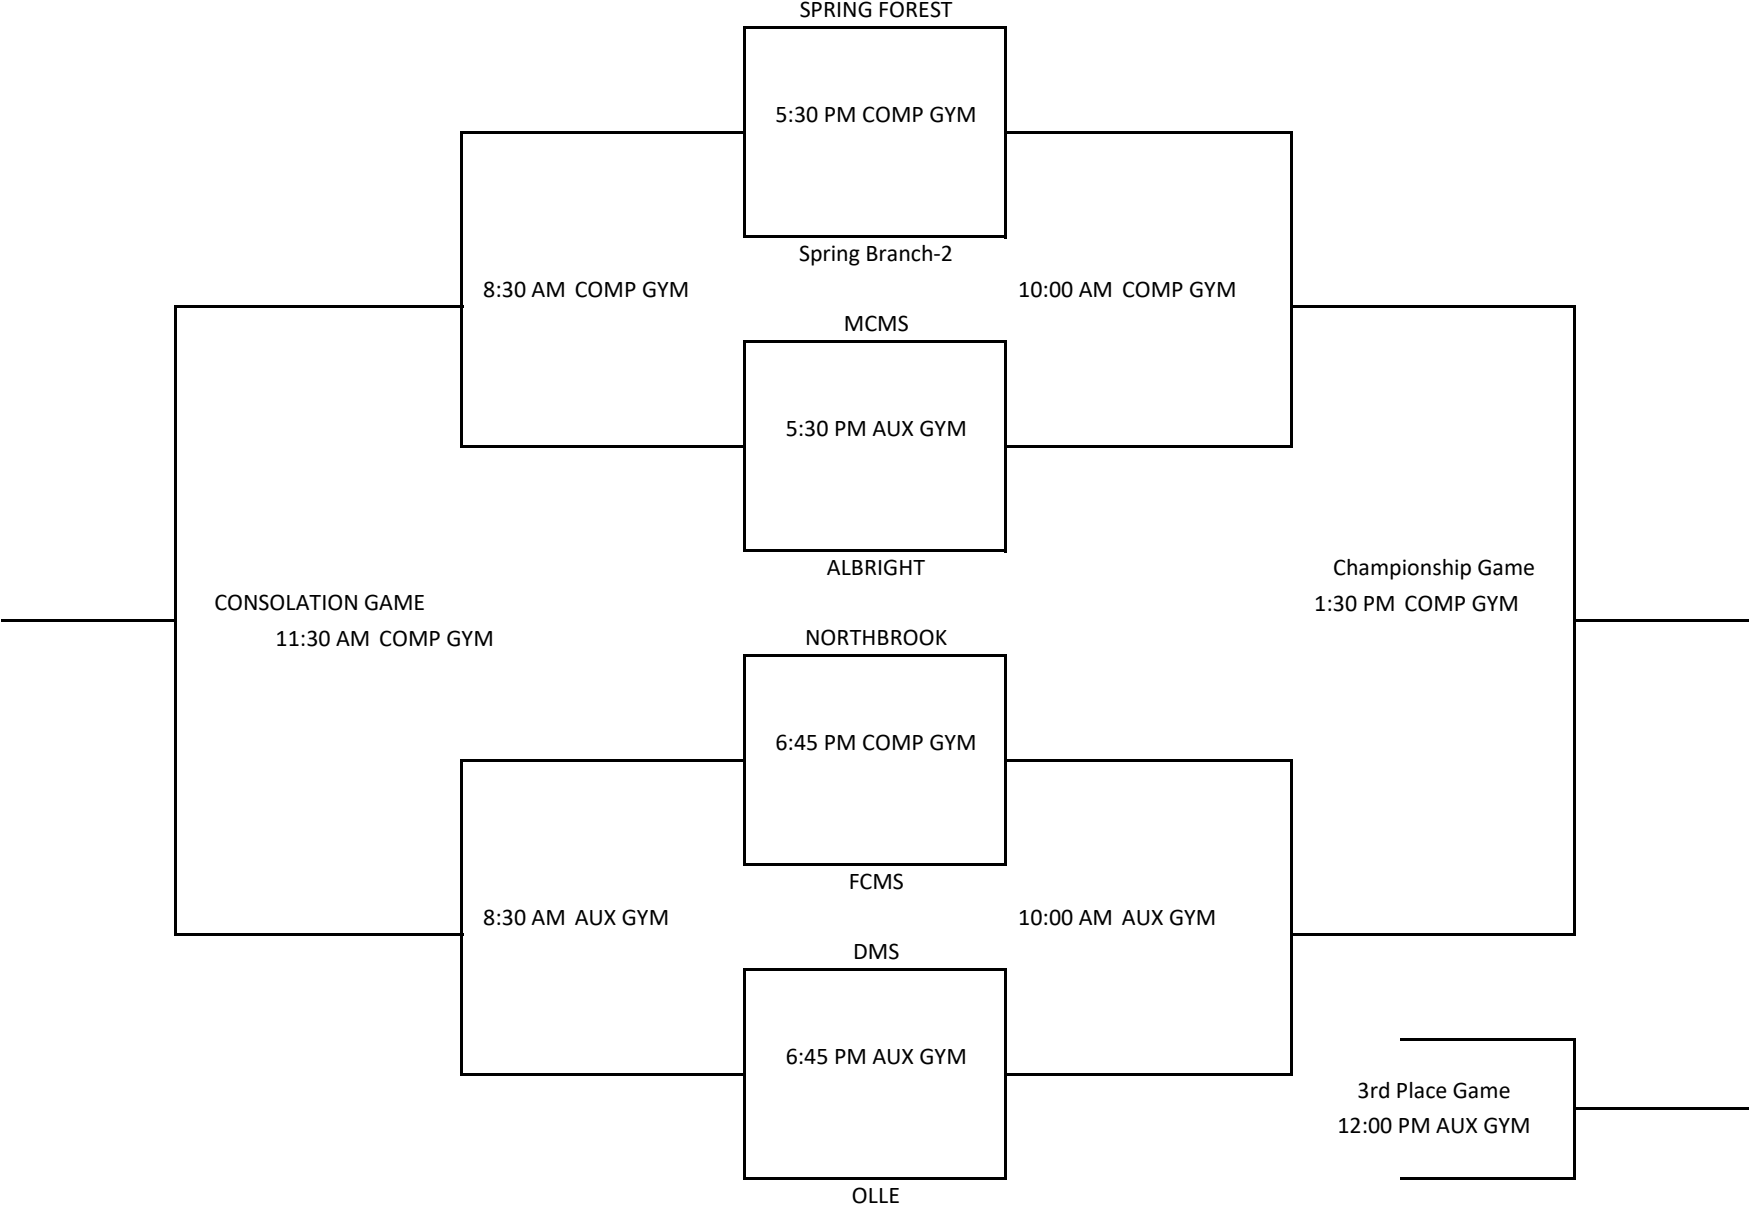 SPRING FOREST
5:30 PM COMP GYM
Spring Branch-2
8:30 AM COMP GYM
10:00 AM COMP GYM
MCMS
5:30 PM AUX GYM
ALBRIGHT
Championship Game
1:30 PM COMP GYM
CONSOLATION GAME
11:30 AM COMP GYM
NORTHBROOK
6:45 PM COMP GYM
FCMS
8:30 AM AUX GYM
10:00 AM AUX GYM
DMS
6:45 PM AUX GYM
3rd Place Game
12:00 PM AUX GYM
OLLE